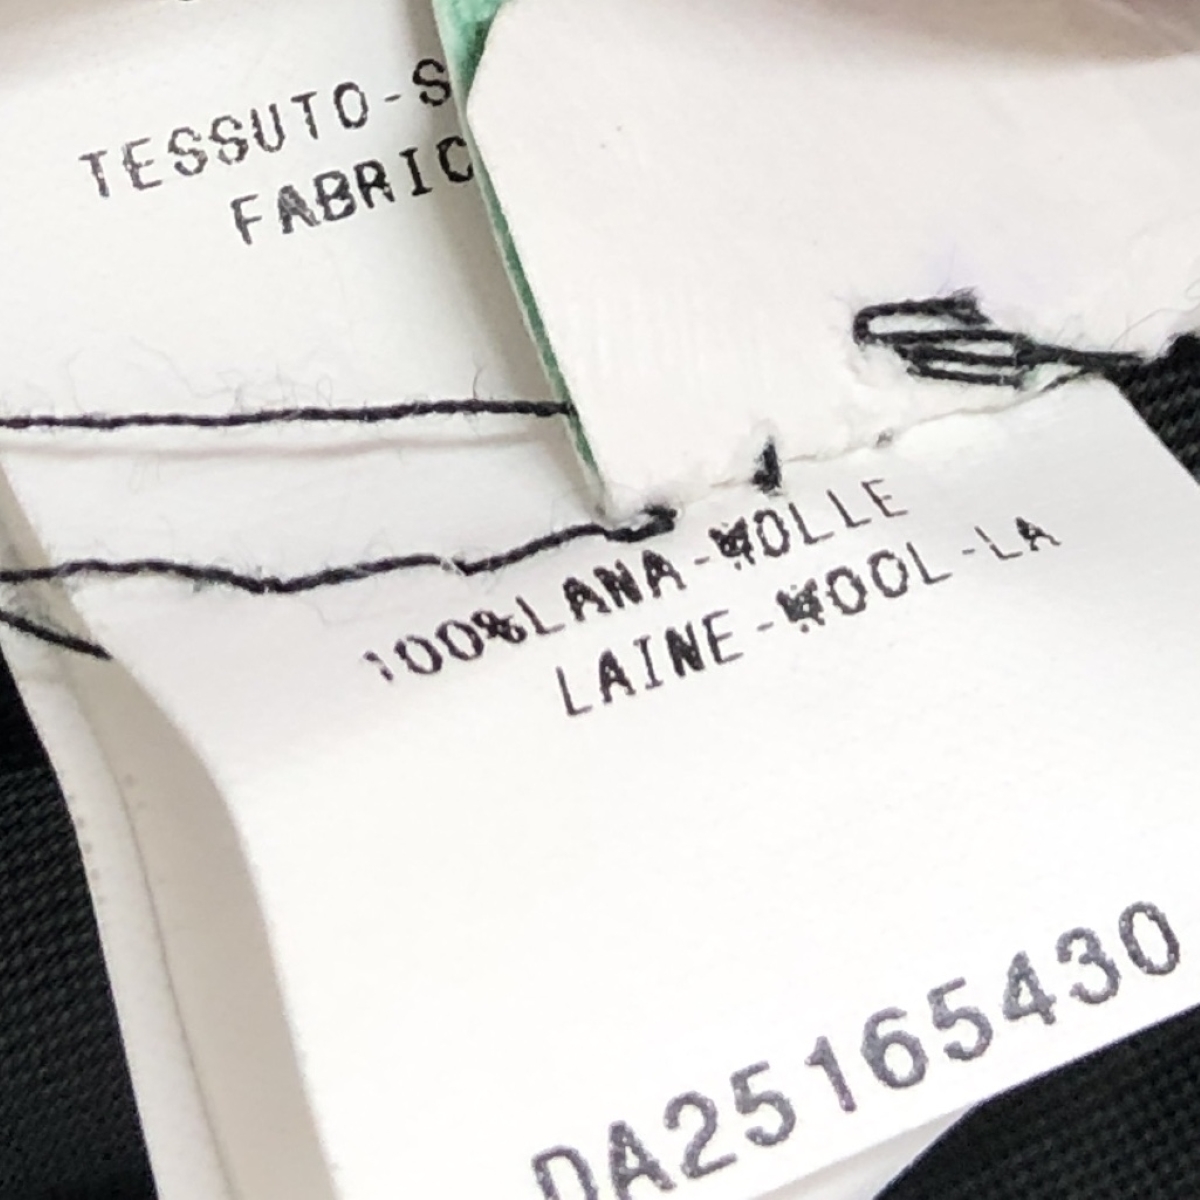 TESSUTO-S
FABRIC
100%LANA-WOLLE
LAINE-WOOL-LA
DA25165430